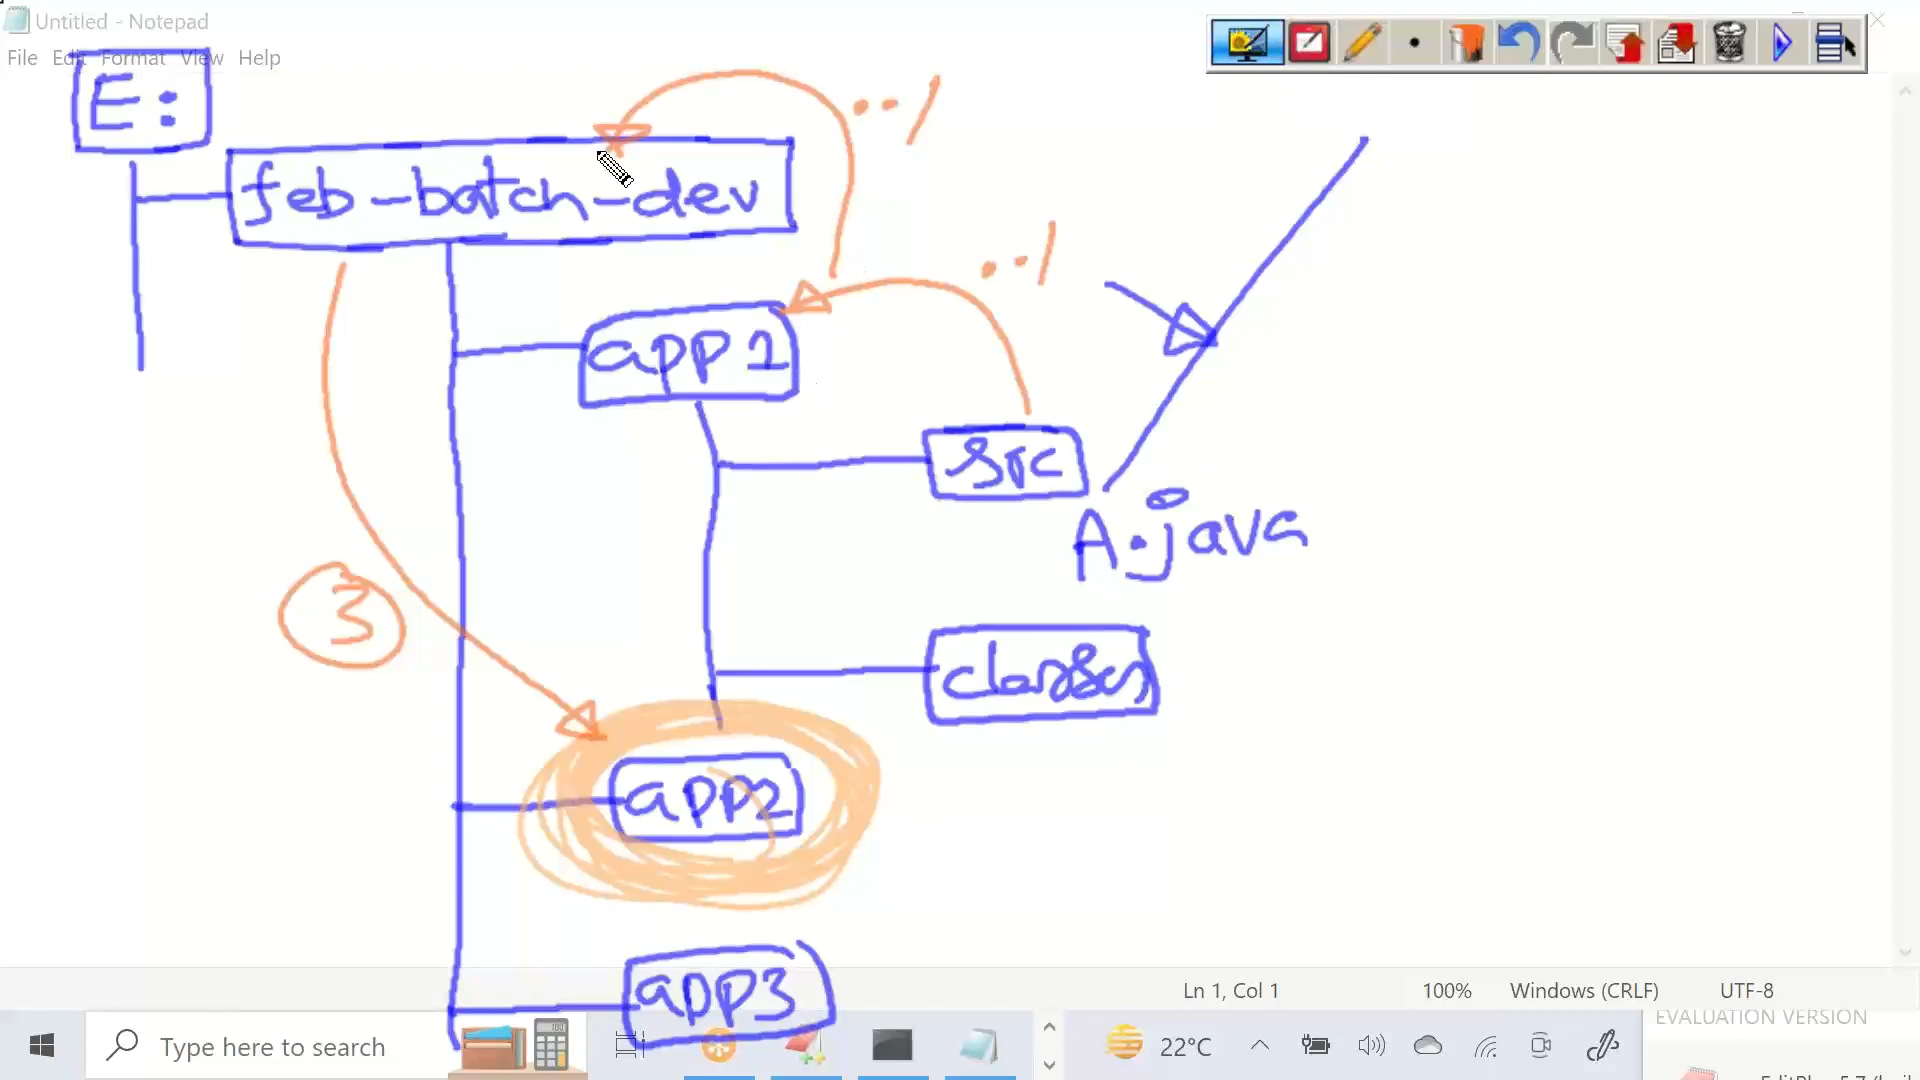 Untitled - Notepad
File Edit Format View Help
E:
feb-batch-dev
../
../
app1
src
A.java
3
classes
app2
app3
Ln 1, Col 1
100%
Windows (CRLF)
UTF-8
EVALUATION VERSION
Type here to search
22°C